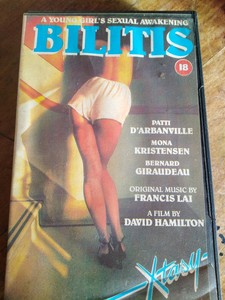 A YOUNG GIRL'S SEXUAL AWAKENING
BILITIS
18
PATTI
D'ARBANVILLE
MONA
KRISTENSEN
BERNARD
GIRAUDEAU
ORIGINAL MUSIC BY
FRANCIS LAI
A FILM BY
DAVID HAMILTON
Xtasy